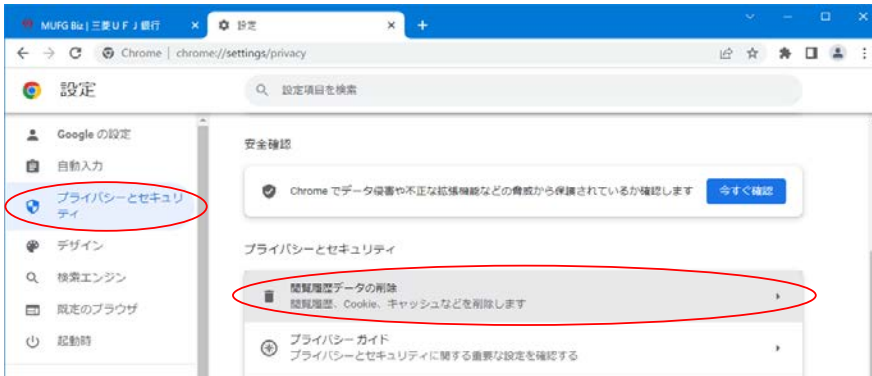 MUFG Biz | 三菱UFJ銀行
設定
Chrome | chrome://settings/privacy
設定
設定項目を検索
Google の設定
自動入力
プライバシーとセキュリ
ティ
デザイン
検索エンジン
既定のブラウザ
起動時
安全確認
Chrome でデータ侵害や不正な拡張機能などの脅威から保護されているか確認します
今すぐ確認
プライバシーとセキュリティ
閲覧履歴データの削除
閲覧履歴、Cookie、キャッシュなどを削除します
プライバシー ガイド
プライバシーとセキュリティに関する重要な設定を確認する